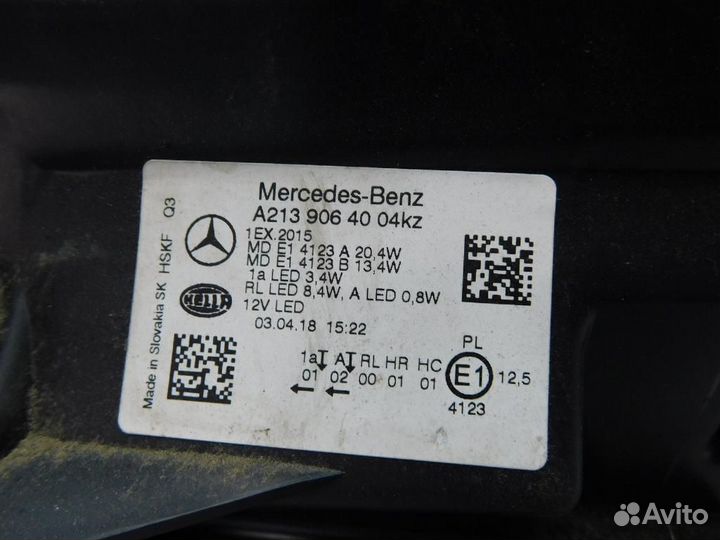 Mercedes-Benz
A213 906 40 04kz
1EX.2015
MD E1 4123 A 20,4W
MD E1 4123 B 13,4W
1a LED 3,4W
RL LED 8,4W, A LED 0,8W
12V LED
03.04.18 15:22
HELLA
Made in Slovakia SK HSKF Q3
1a A RL HR HC
01 02 00 01 01
PL
E1 12,5
4123
Avito